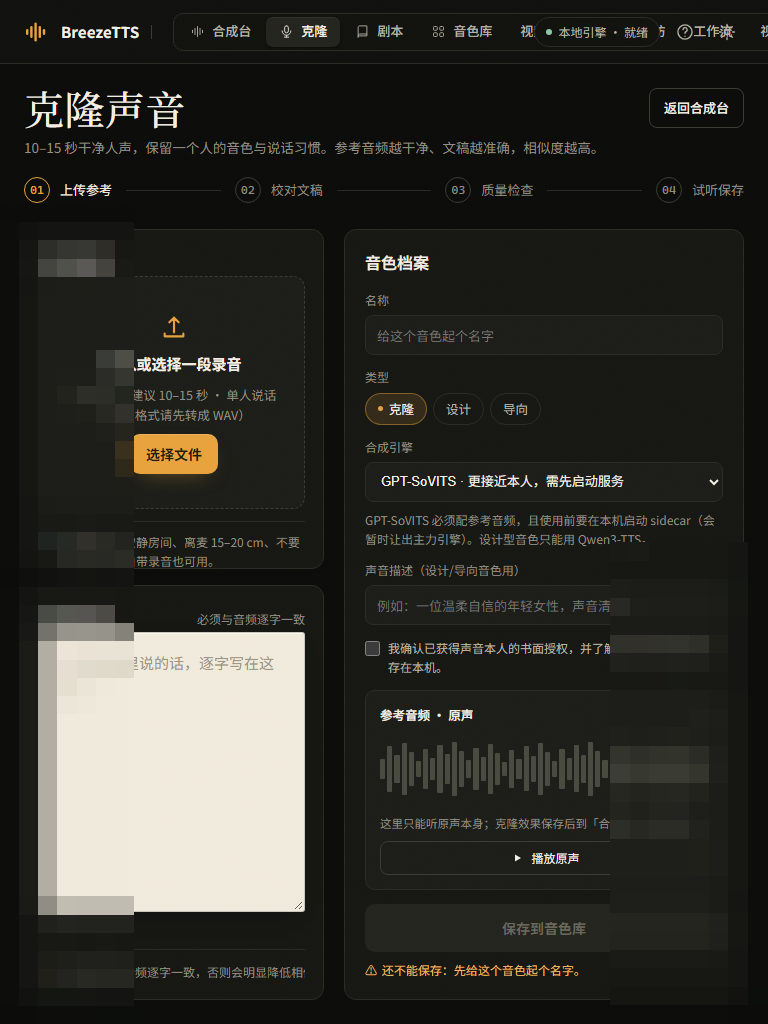 BreezeTTS
合成台
克隆
剧本
音色库
本地引擎 · 就绪
工作流
克隆声音
返回合成台
10–15 秒干净人声，保留一个人的音色与说话习惯。参考音频越干净、文稿越准确，相似度越高。
01 上传参考
02 校对文稿
03 质量检查
04 试听保存
或选择一段录音
建议 10–15 秒 · 单人说话
格式请先转成 WAV）
选择文件
静房间、离麦 15–20 cm、不要
带录音也可用。
必须与音频逐字一致
里说的话，逐字写在这
频逐字一致，否则会明显降低相
音色档案
名称
给这个音色起个名字
类型
克隆
设计
导向
合成引擎
GPT-SoVITS · 更接近本人，需先启动服务
GPT-SoVITS 必须配参考音频，且使用前要在本机启动 sidecar（会
暂时让出主力引擎）。设计型音色只能用 Qwen3-TTS。
声音描述（设计/导向音色用）
例如：一位温柔自信的年轻女性，声音清
我确认已获得声音本人的书面授权，并了解
存在本机。
参考音频 · 原声
这里只能听原声本身；克隆效果保存后到「合
播放原声
保存到音色库
还不能保存：先给这个音色起个名字。